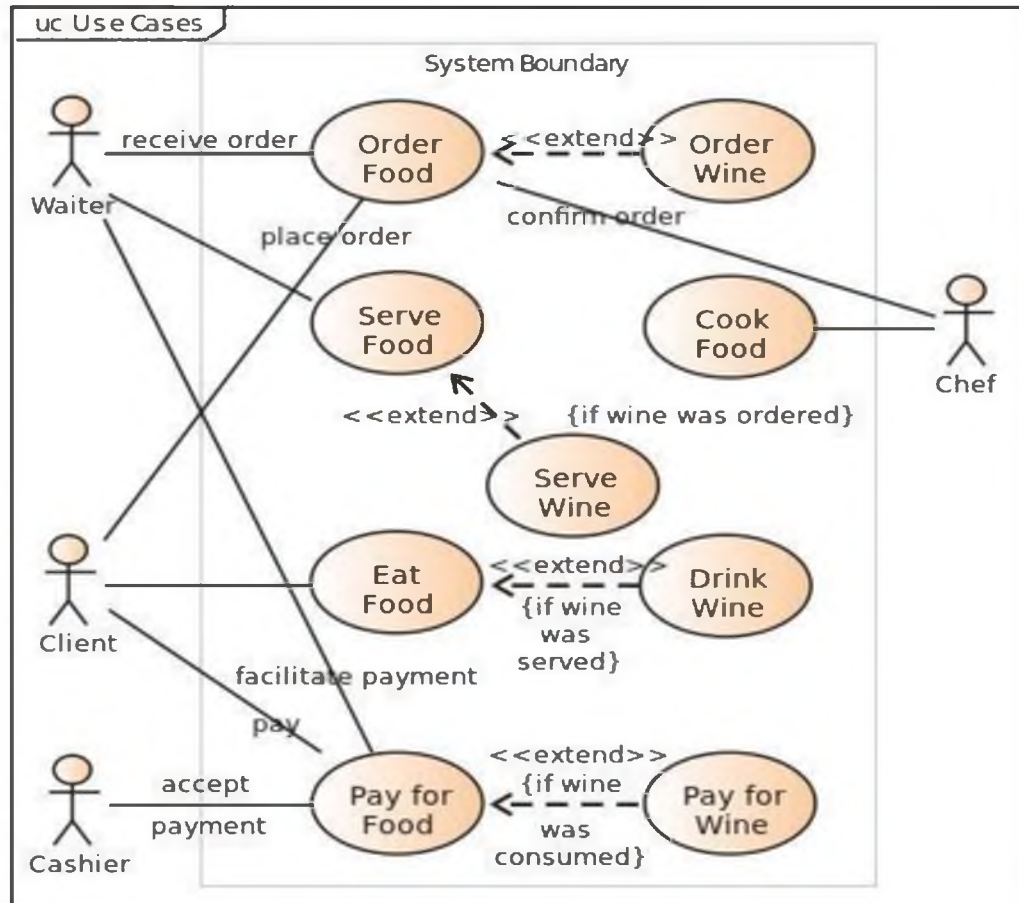 uc Use Cases
System Boundary
receive order
Order
Food
<<extend>>
Order
Wine
Waiter
place order
confirm order
Serve
Food
Cook
Food
Chef
<<extend>>
{if wine was ordered}
Serve
Wine
Client
Eat
Food
<<extend>>
{if wine
was
served}
Drink
Wine
facilitate payment
pay
accept
payment
Cashier
Pay for
Food
<<extend>>
{if wine
was
consumed}
Pay for
Wine